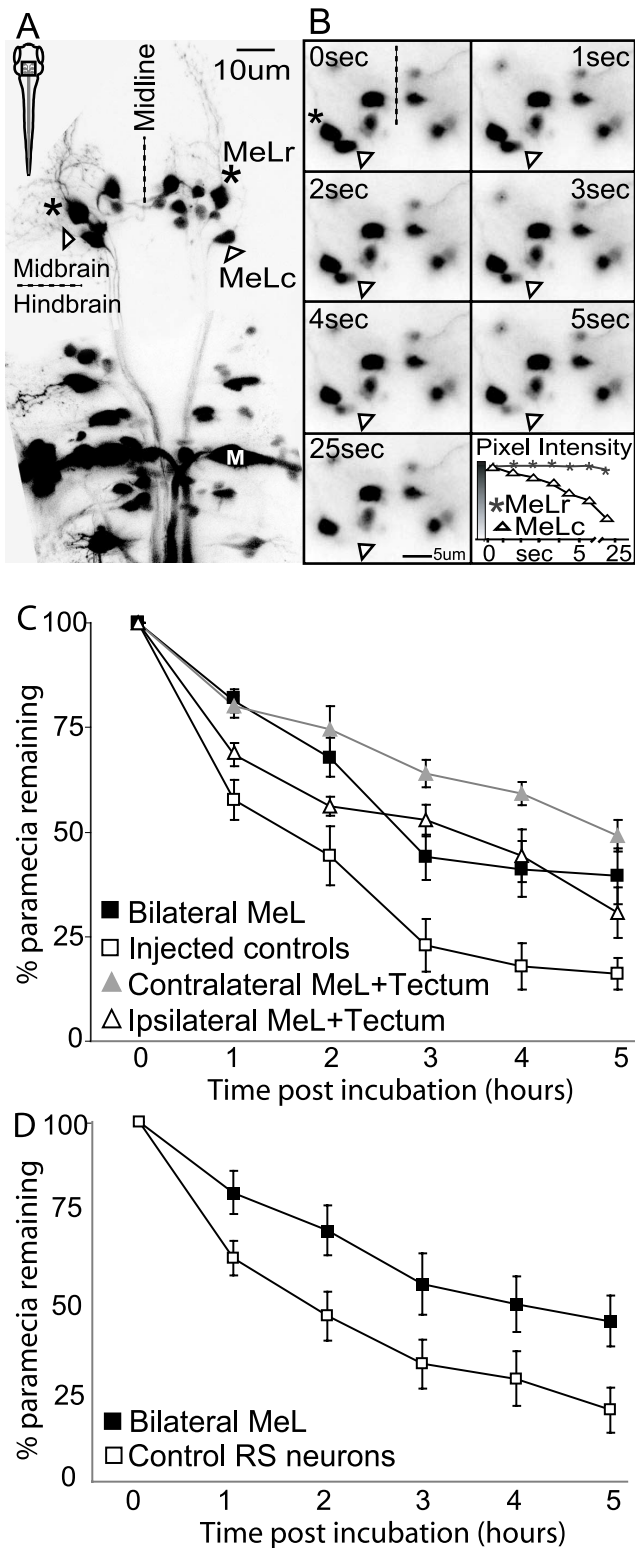 A
10um
Midline
MeLr
*
*
MeLc
Midbrain
Hindbrain
M
B
0sec
*
1sec
2sec
3sec
4sec
5sec
25sec
5um
Pixel Intensity
*MeLr
MeLc
0 sec 5 25
C
% paramecia remaining
100
75
50
25
0
Bilateral MeL
Injected controls
Contralateral MeL+Tectum
Ipsilateral MeL+Tectum
0 1 2 3 4 5
Time post incubation (hours)
D
% paramecia remaining
100
75
50
25
0
Bilateral MeL
Control RS neurons
0 1 2 3 4 5
Time post incubation (hours)